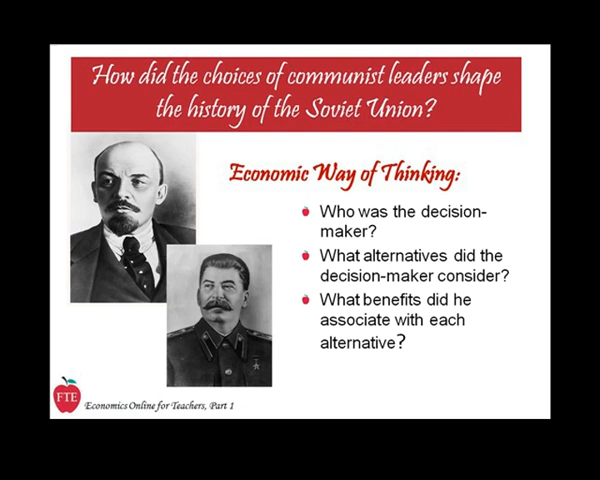 How did the choices of communist leaders shape
the history of the Soviet Union?
Economic Way of Thinking:
Who was the decision-
maker?
What alternatives did the
decision-maker consider?
What benefits did he
associate with each
alternative?
FTE
Economics Online for Teachers, Part 1